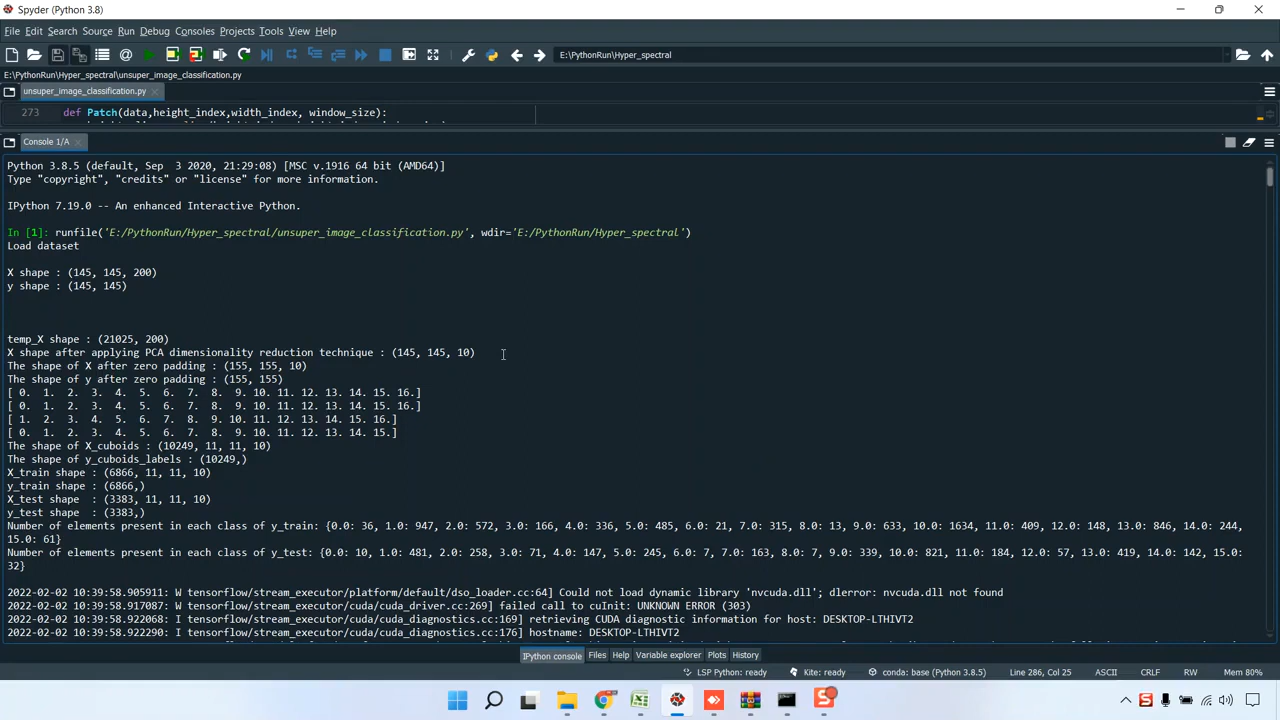 Spyder (Python 3.8)
File Edit Search Source Run Debug Consoles Projects Tools View Help
E:\PythonRun\Hyper_spectral
E:\PythonRun\Hyper_spectral\unsuper_image_classification.py
unsuper_image_classification.py
273 def Patch(data,height_index,width_index, window_size):
Console 1/A
Python 3.8.5 (default, Sep  3 2020, 21:29:08) [MSC v.1916 64 bit (AMD64)]
Type "copyright", "credits" or "license" for more information.
IPython 7.19.0 -- An enhanced Interactive Python.
In [1]: runfile('E:/PythonRun/Hyper_spectral/unsuper_image_classification.py', wdir='E:/PythonRun/Hyper_spectral')
Load dataset
X shape : (145, 145, 200)
y shape : (145, 145)
temp_X shape : (21025, 200)
X shape after applying PCA dimensionality reduction technique : (145, 145, 10)
The shape of X after zero padding : (155, 155, 10)
The shape of y after zero padding : (155, 155)
[ 0.  1.  2.  3.  4.  5.  6.  7.  8.  9. 10. 11. 12. 13. 14. 15. 16.]
[ 0.  1.  2.  3.  4.  5.  6.  7.  8.  9. 10. 11. 12. 13. 14. 15. 16.]
[ 1.  2.  3.  4.  5.  6.  7.  8.  9. 10. 11. 12. 13. 14. 15. 16.]
[ 0.  1.  2.  3.  4.  5.  6.  7.  8.  9. 10. 11. 12. 13. 14. 15.]
The shape of X_cuboids : (10249, 11, 11, 10)
The shape of y_cuboids_labels : (10249,)
X_train shape : (6866, 11, 11, 10)
y_train shape : (6866,)
X_test shape  : (3383, 11, 11, 10)
y_test shape  : (3383,)
Number of elements present in each class of y_train: {0.0: 36, 1.0: 947, 2.0: 572, 3.0: 166, 4.0: 336, 5.0: 485, 6.0: 21, 7.0: 315, 8.0: 13, 9.0: 633, 10.0: 1634, 11.0: 409, 12.0: 148, 13.0: 846, 14.0: 244,
15.0: 61}
Number of elements present in each class of y_test: {0.0: 10, 1.0: 481, 2.0: 258, 3.0: 71, 4.0: 147, 5.0: 245, 6.0: 7, 7.0: 163, 8.0: 7, 9.0: 339, 10.0: 821, 11.0: 184, 12.0: 57, 13.0: 419, 14.0: 142, 15.0:
32}
2022-02-02 10:39:58.905911: W tensorflow/stream_executor/platform/default/dso_loader.cc:64] Could not load dynamic library 'nvcuda.dll'; dlerror: nvcuda.dll not found
2022-02-02 10:39:58.917087: W tensorflow/stream_executor/cuda/cuda_driver.cc:269] failed call to cuInit: UNKNOWN ERROR (303)
2022-02-02 10:39:58.922068: I tensorflow/stream_executor/cuda/cuda_diagnostics.cc:169] retrieving CUDA diagnostic information for host: DESKTOP-LTHIVT2
2022-02-02 10:39:58.922290: I tensorflow/stream_executor/cuda/cuda_diagnostics.cc:176] hostname: DESKTOP-LTHIVT2
IPython console Files Help Variable explorer Plots History
LSP Python: ready Kite: ready conda: base (Python 3.8.5) Line 286, Col 25 ASCII CRLF RW Mem 80%